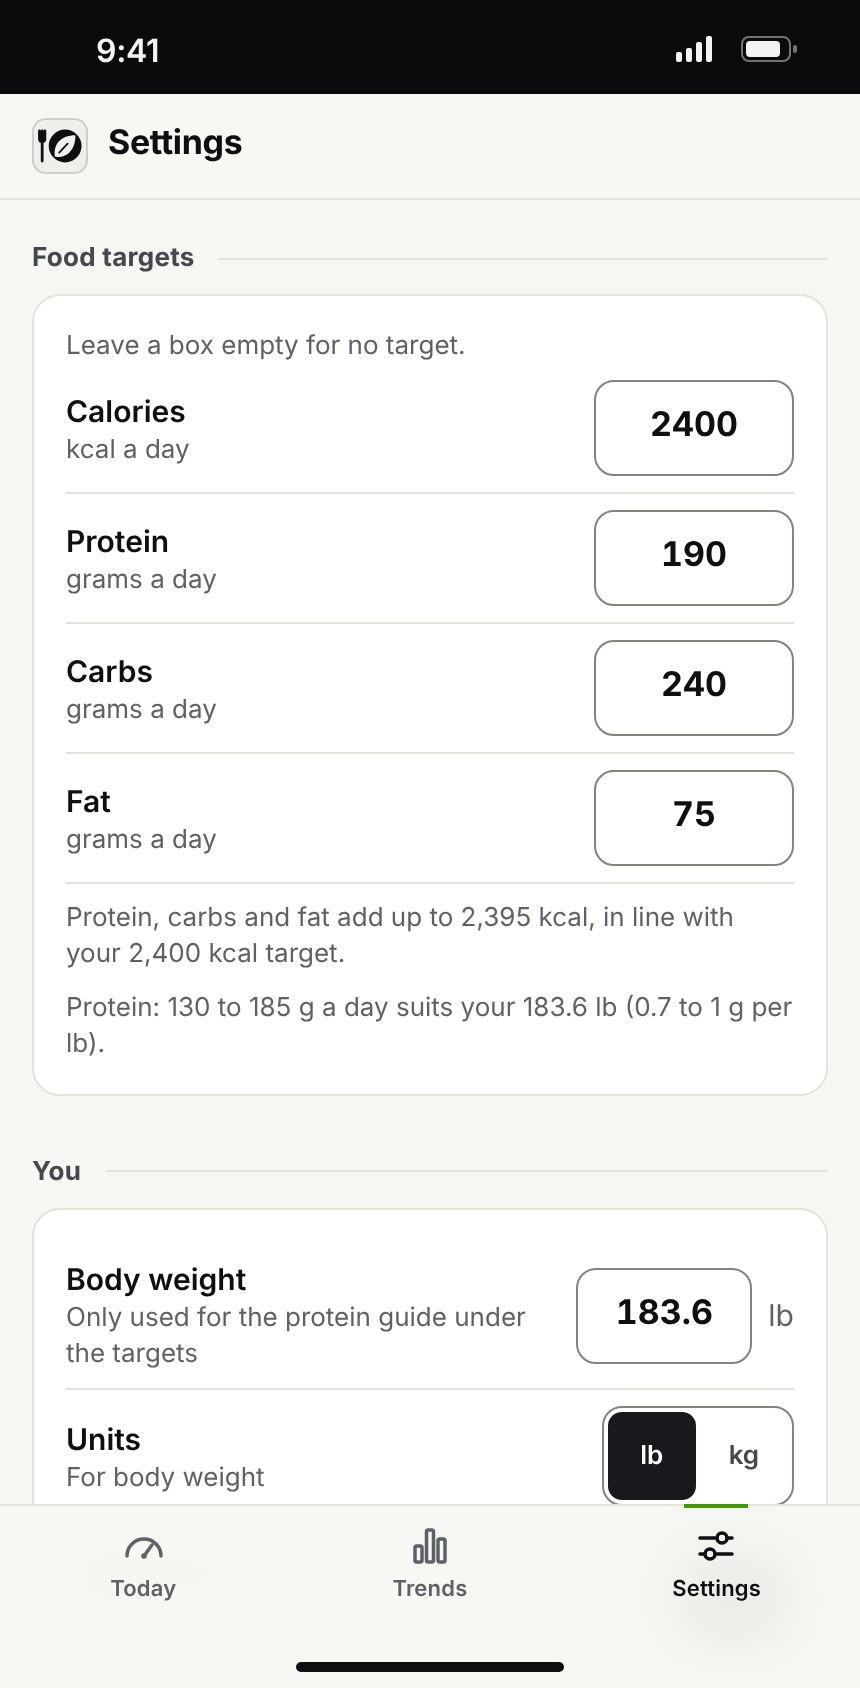 9:41
Settings
Food targets
Leave a box empty for no target.
Calories
kcal a day
2400
Protein
grams a day
190
Carbs
grams a day
240
Fat
grams a day
75
Protein, carbs and fat add up to 2,395 kcal, in line with
your 2,400 kcal target.
Protein: 130 to 185 g a day suits your 183.6 lb (0.7 to 1 g per
lb).
You
Body weight
Only used for the protein guide under
the targets
183.6 lb
Units
For body weight
lb kg
Today Trends Settings